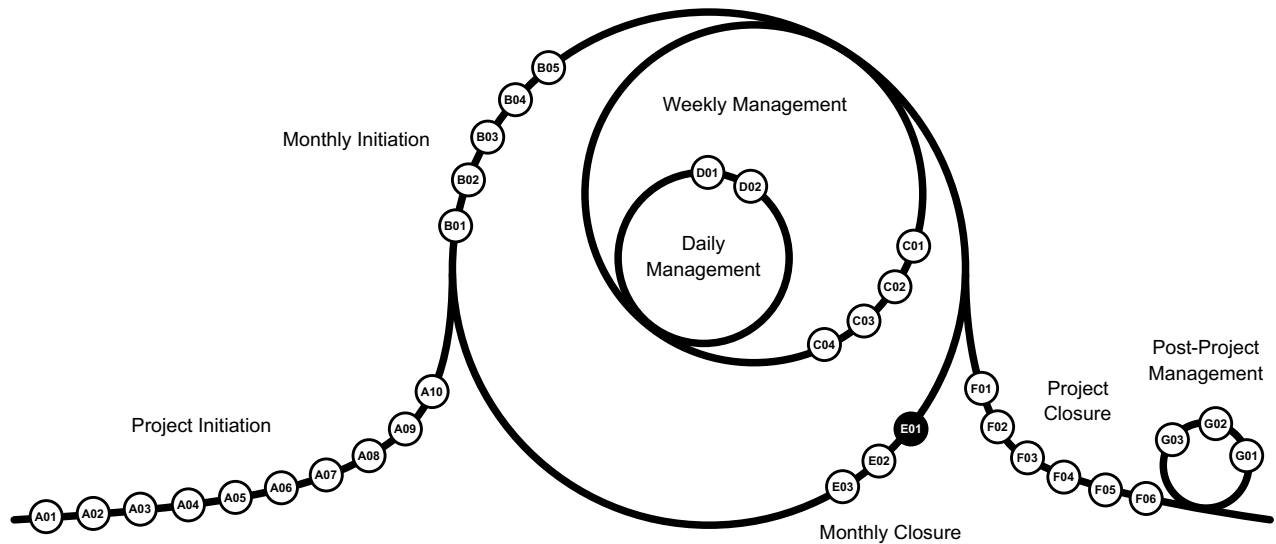 B05
B04
Weekly Management
Monthly Initiation
B03
B02
D01
D02
B01
Daily
Management
C01
C02
C03
C04
Post-Project
Management
A10
F01
Project
Closure
Project Initiation
A09
E01
F02
G03
G02
G01
A08
E02
F03
A07
F04
A06
E03
F05
A05
F06
A04
A03
A02
A01
Monthly Closure